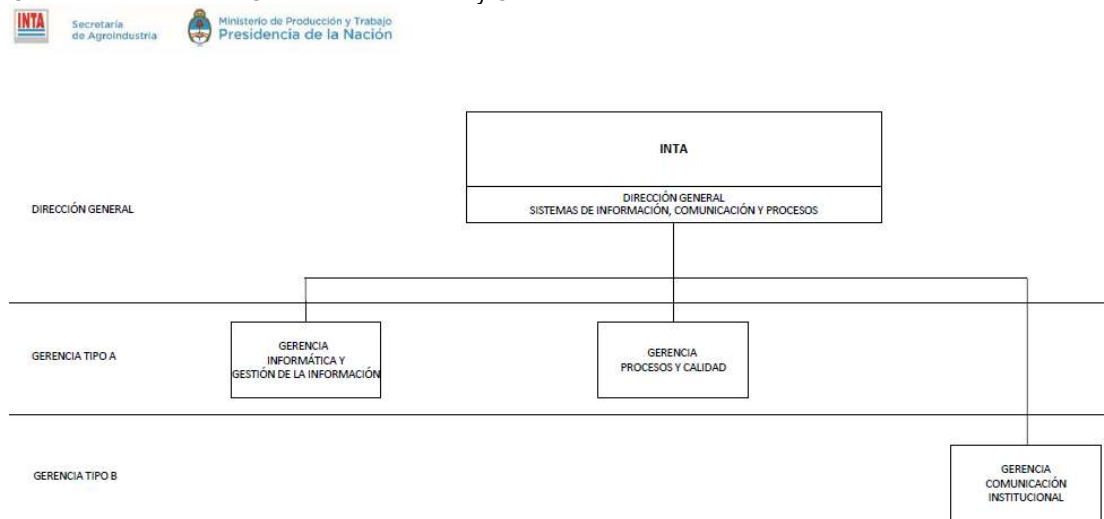 INTA
Secretaría
de Agroindustria
Ministerio de Producción y Trabajo
Presidencia de la Nación
INTA
DIRECCIÓN GENERAL
DIRECCIÓN GENERAL
SISTEMAS DE INFORMACIÓN, COMUNICACIÓN Y PROCESOS
GERENCIA TIPO A
GERENCIA
INFORMÁTICA Y
GESTIÓN DE LA INFORMACIÓN
GERENCIA
PROCESOS Y CALIDAD
GERENCIA TIPO B
GERENCIA
COMUNICACIÓN
INSTITUCIONAL